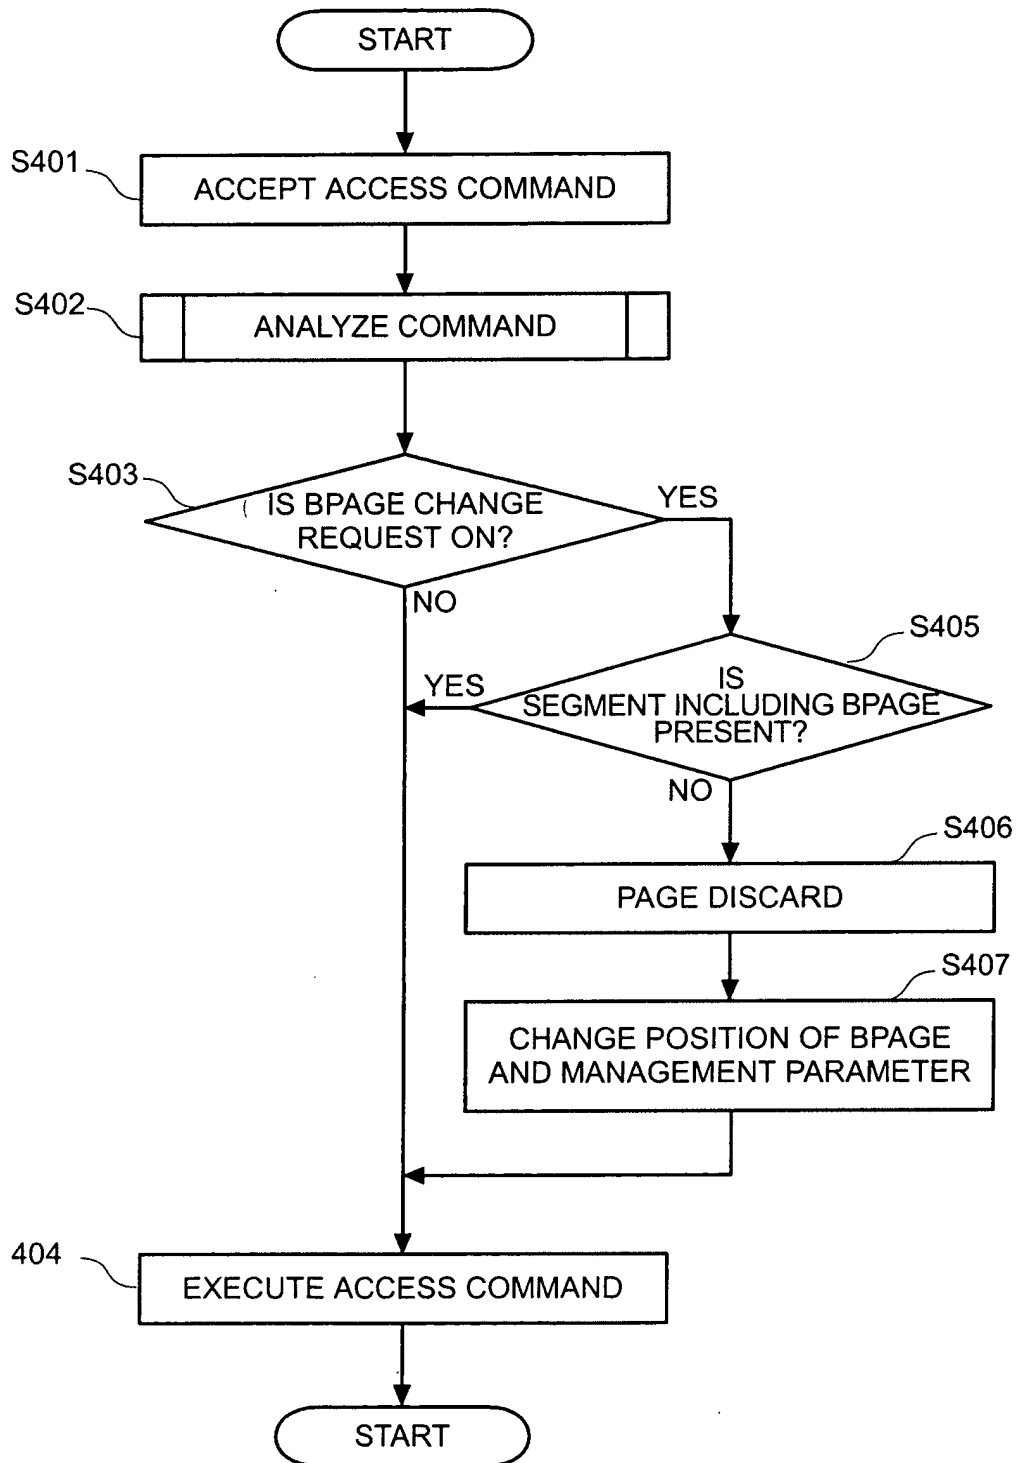 START
S401
ACCEPT ACCESS COMMAND
S402
ANALYZE COMMAND
S403
IS BPAGE CHANGE
REQUEST ON?
YES
NO
S405
IS
SEGMENT INCLUDING BPAGE
PRESENT?
YES
NO
S406
PAGE DISCARD
S407
CHANGE POSITION OF BPAGE
AND MANAGEMENT PARAMETER
404
EXECUTE ACCESS COMMAND
START